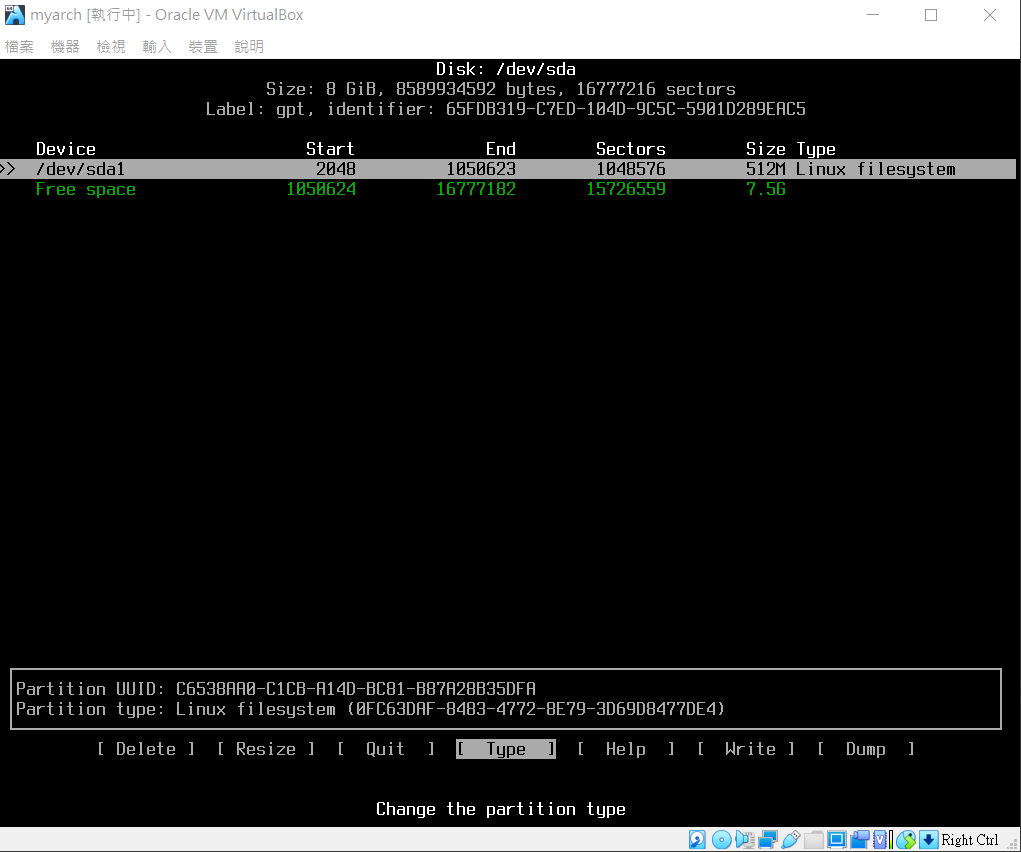 myarch [執行中] - Oracle VM VirtualBox
檔案 機器 檢視 輸入 裝置 說明
Disk: /dev/sda
Size: 8 GiB, 8589934592 bytes, 16777216 sectors
Label: gpt, identifier: 65FDB319-C7ED-104D-9C5C-5901D289EAC5
Device Start End Sectors Size Type
>> /dev/sda1 2048 1050623 1048576 512M Linux filesystem
Free space 1050624 16777182 15726559 7.5G
Partition UUID: C6538AA0-C1CB-A14D-BC81-B87A28B35DFA
Partition type: Linux filesystem (0FC63DAF-8483-4772-8E79-3D69D8477DE4)
[ Delete ] [ Resize ] [ Quit ] [ Type ] [ Help ] [ Write ] [ Dump ]
Change the partition type
Right Ctrl